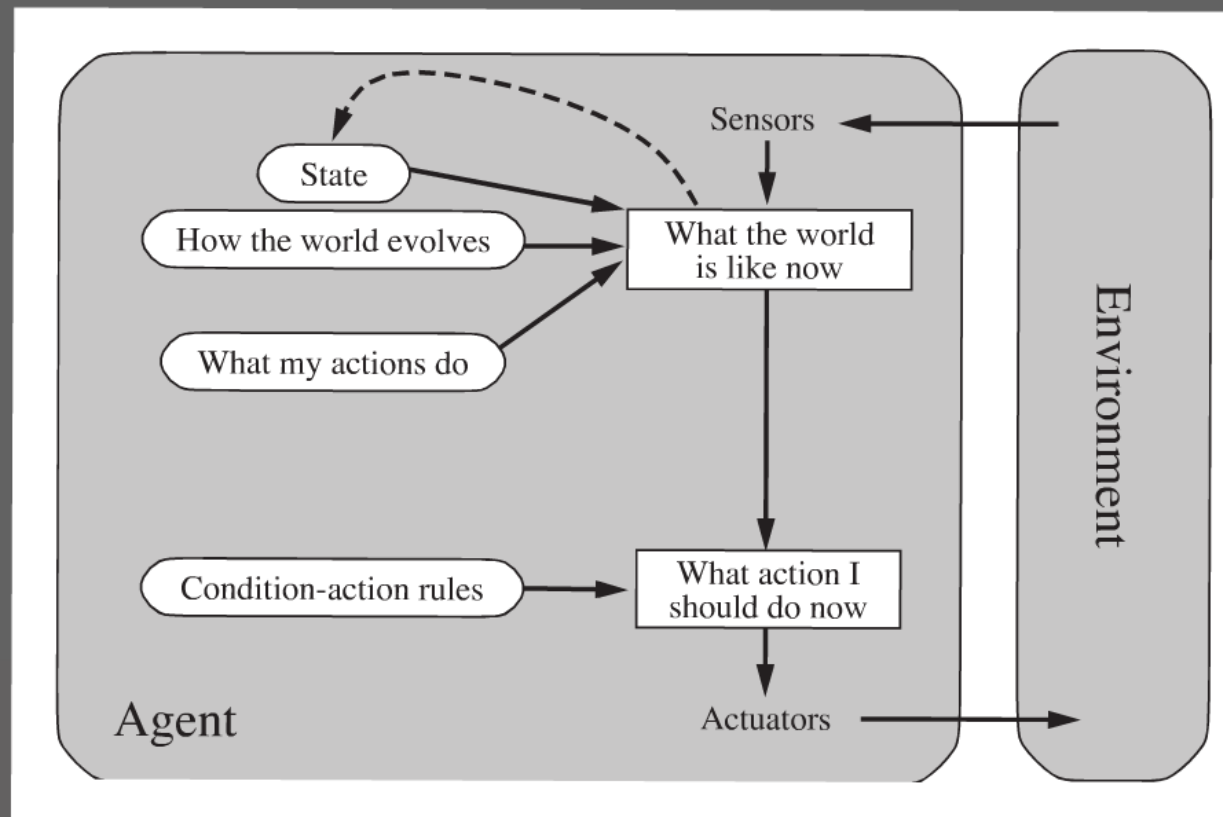 Sensors
State
How the world evolves
What the world
is like now
What my actions do
Environment
Condition-action rules
What action I
should do now
Agent
Actuators